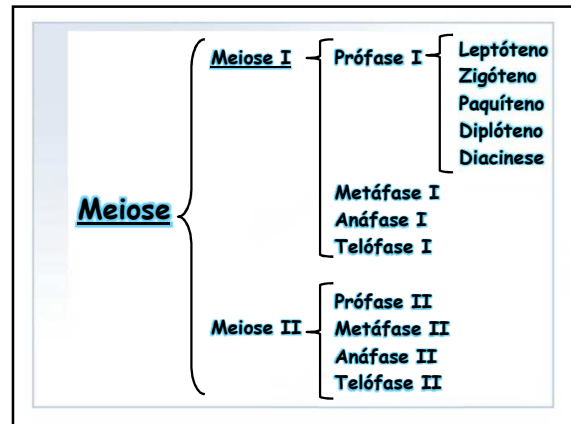 Meiose
Meiose I
Prófase I
Leptóteno
Zigóteno
Paquíteno
Diplóteno
Diacinese
Metáfase I
Anáfase I
Telófase I
Meiose II
Prófase II
Metáfase II
Anáfase II
Telófase II